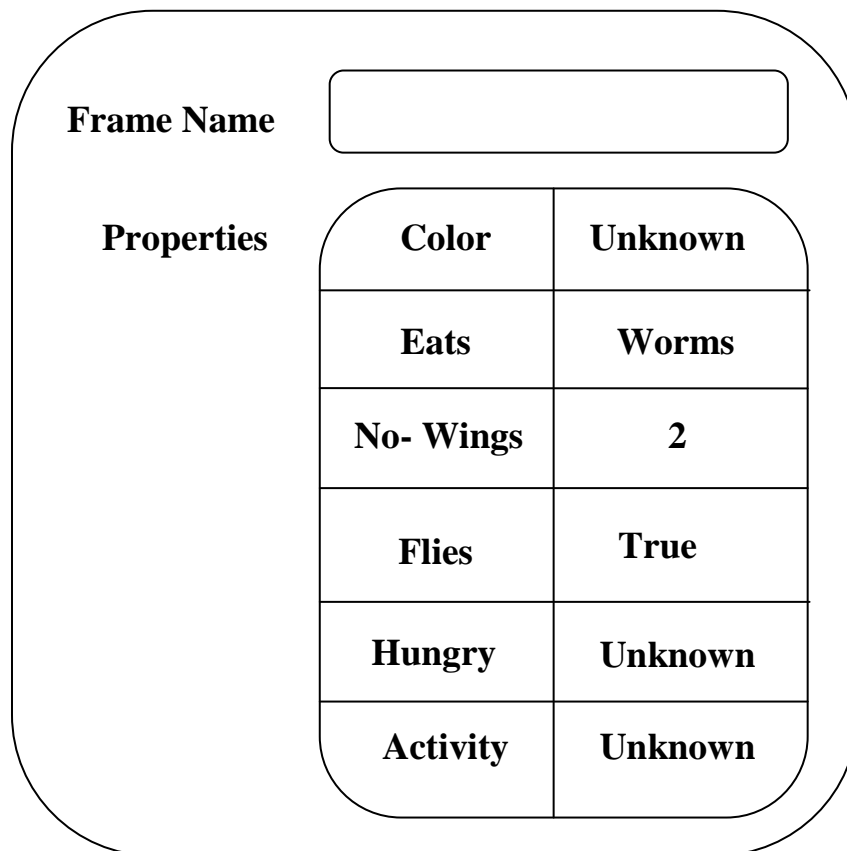 Frame Name
Properties
Color Unknown
Eats Worms
No- Wings 2
Flies True
Hungry Unknown
Activity Unknown